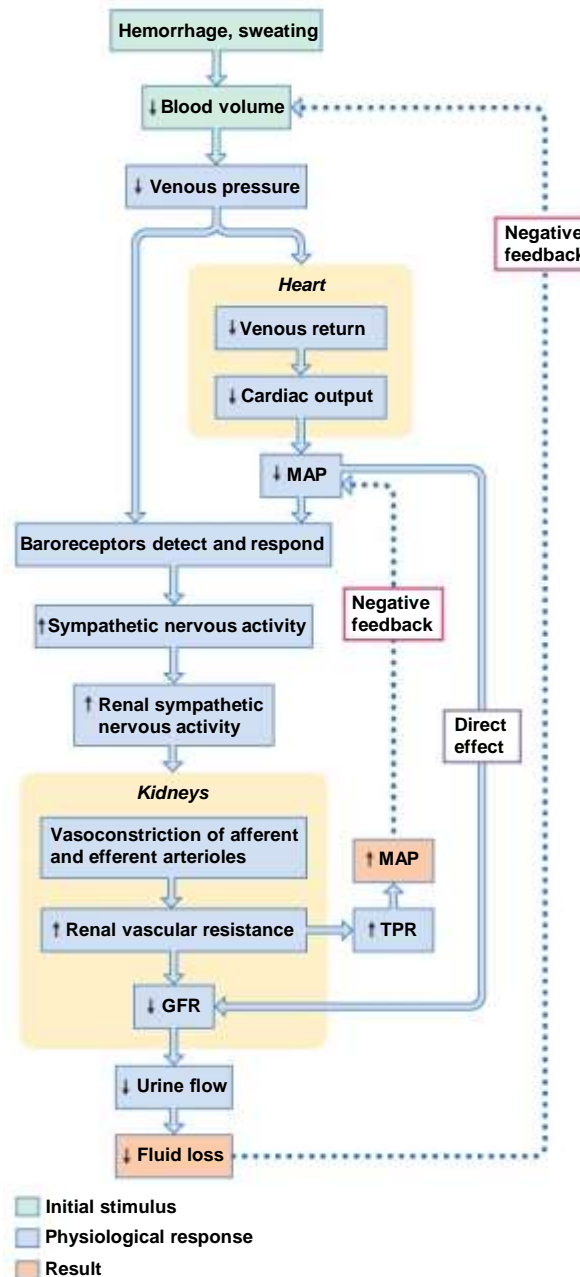 Hemorrhage, sweating
↓ Blood volume
↓ Venous pressure
Negative
feedback
Heart
↓ Venous return
↓ Cardiac output
↓ MAP
Baroreceptors detect and respond
Negative
feedback
↑ Sympathetic nervous activity
↑ Renal sympathetic
nervous activity
Direct
effect
Kidneys
Vasoconstriction of afferent
and efferent arterioles
↑ MAP
↑ Renal vascular resistance
↑ TPR
↓ GFR
↓ Urine flow
↓ Fluid loss
Initial stimulus
Physiological response
Result